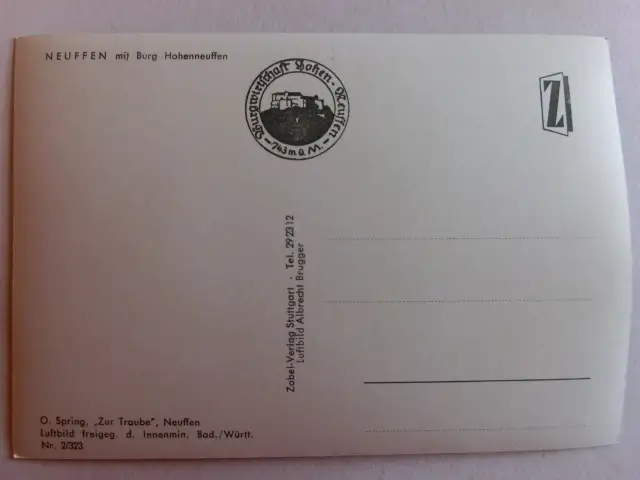 NEUFFEN mit Burg Hohenneuffen
Burgwirtschaft Hohen-Neuffen
- 743 m ü. M. -
Z
Zobel-Verlag Stuttgart · Tel. 29 23 12
Luftbild Albrecht Brugger
O. Spring, „Zur Traube", Neuffen
Luftbild freigeg. d. Innenmin. Bad./Württ.
Nr. 2/323